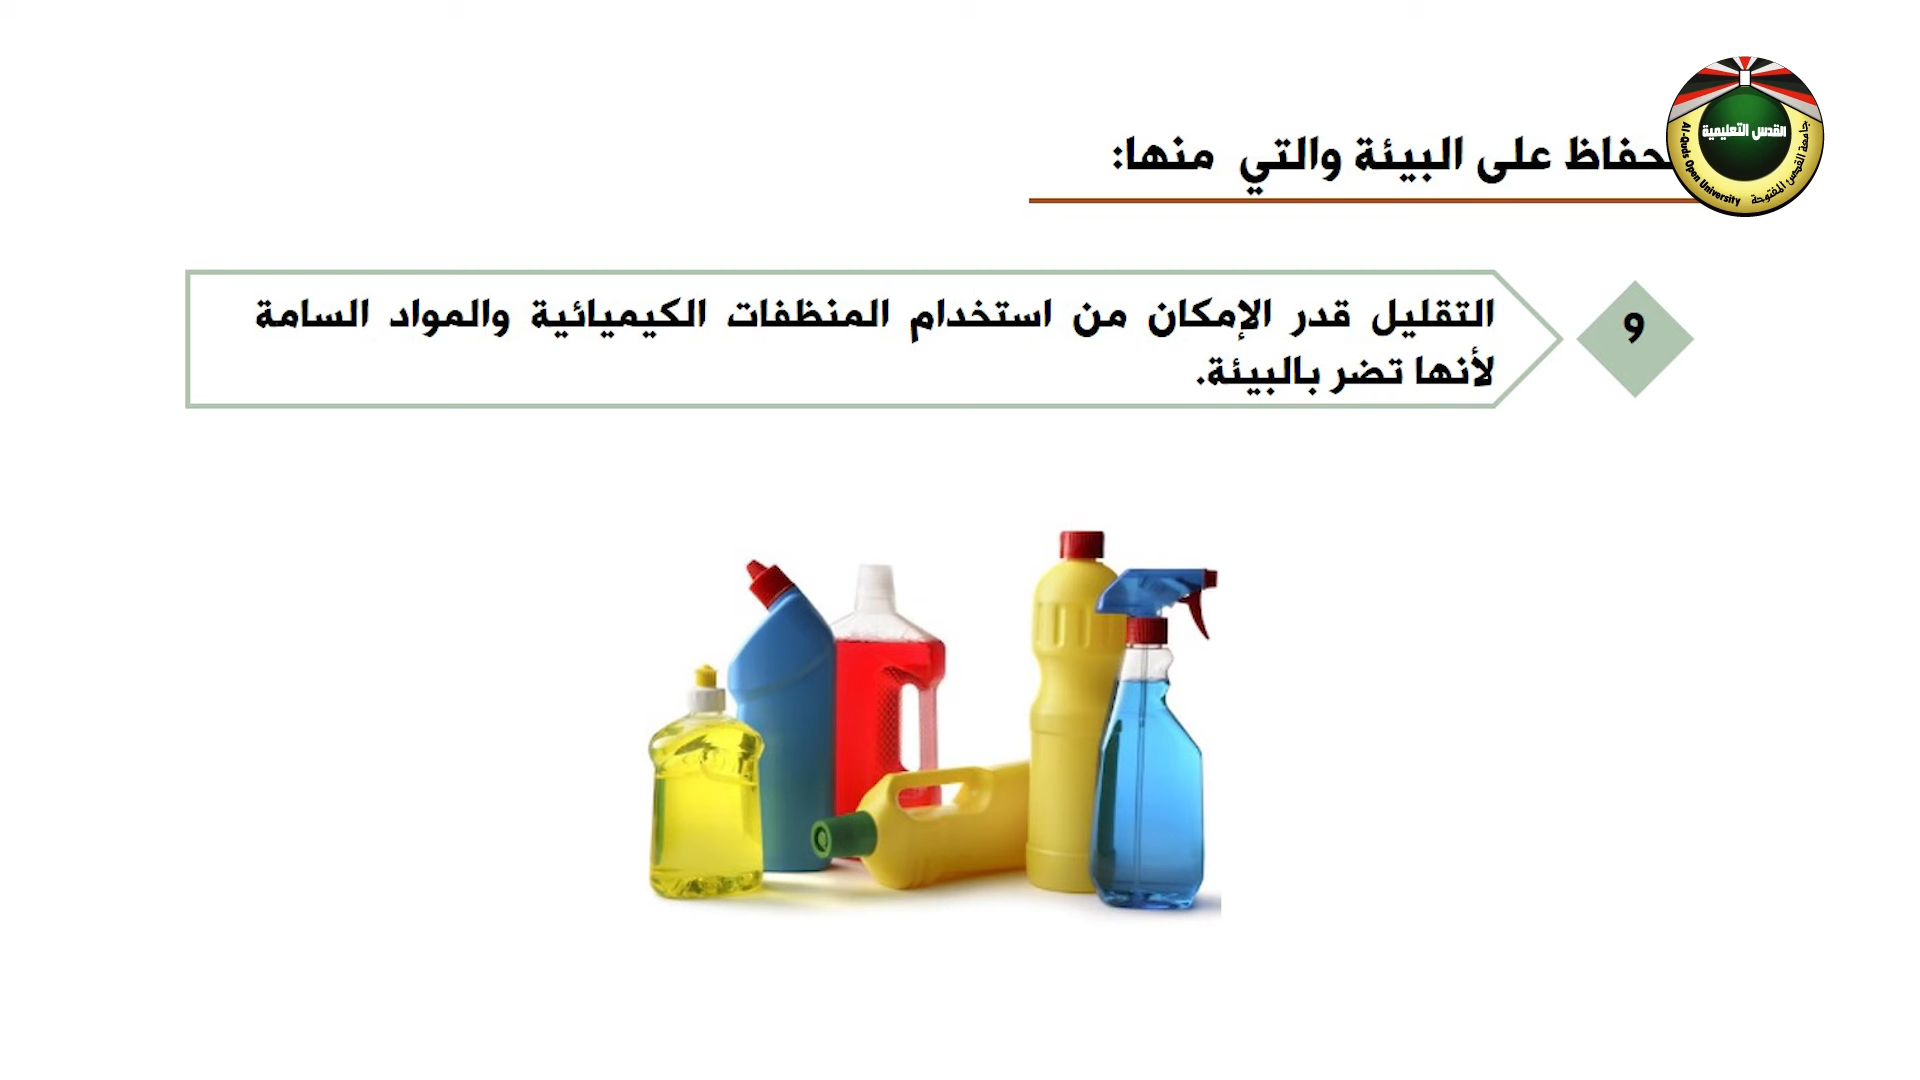 حفاظ على البيئة والتي منها:
القدس التعليمية
جامعة القدس المفتوحة
Al-Quds Open University
9
التقليل قدر الإمكان من استخدام المنظفات الكيميائية والمواد السامة
لأنها تضر بالبيئة.